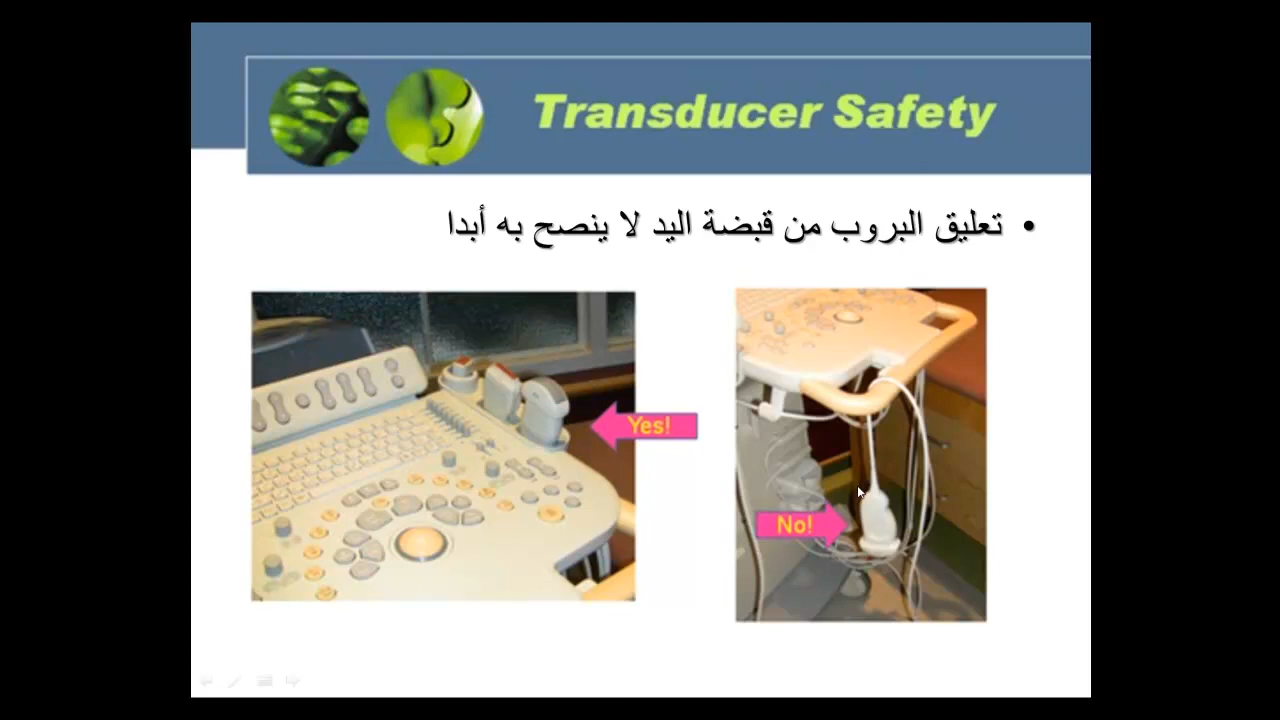 Transducer Safety
• تعليق البروب من قبضة اليد لا ينصح به أبدا
Yes!
No!